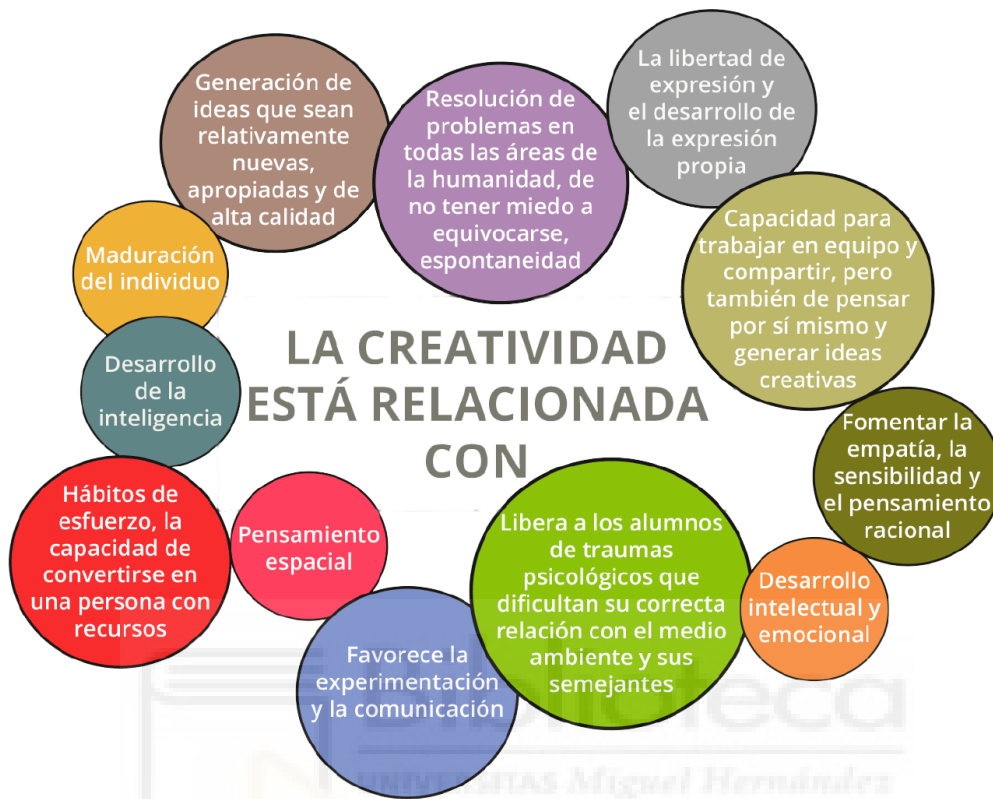 LA CREATIVIDAD
ESTÁ RELACIONADA
CON
Generación de
ideas que sean
relativamente
nuevas,
apropiadas y de
alta calidad
Resolución de
problemas en
todas las áreas de
la humanidad, de
no tener miedo a
equivocarse,
espontaneidad
La libertad de
expresión y
el desarrollo de
la expresión
propia
Capacidad para
trabajar en equipo y
compartir, pero
también de pensar
por sí mismo y
generar ideas
creativas
Fomentar la
empatía, la
sensibilidad y
el pensamiento
racional
Desarrollo
intelectual y
emocional
Libera a los alumnos
de traumas
psicológicos que
dificultan su correcta
relación con el medio
ambiente y sus
semejantes
Favorece la
experimentación
y la comunicación
Pensamiento
espacial
Hábitos de
esfuerzo, la
capacidad de
convertirse en
una persona con
recursos
Desarrollo
de la
inteligencia
Maduración
del individuo
Biblioteca
UNIVERSITAS Miguel Hernández